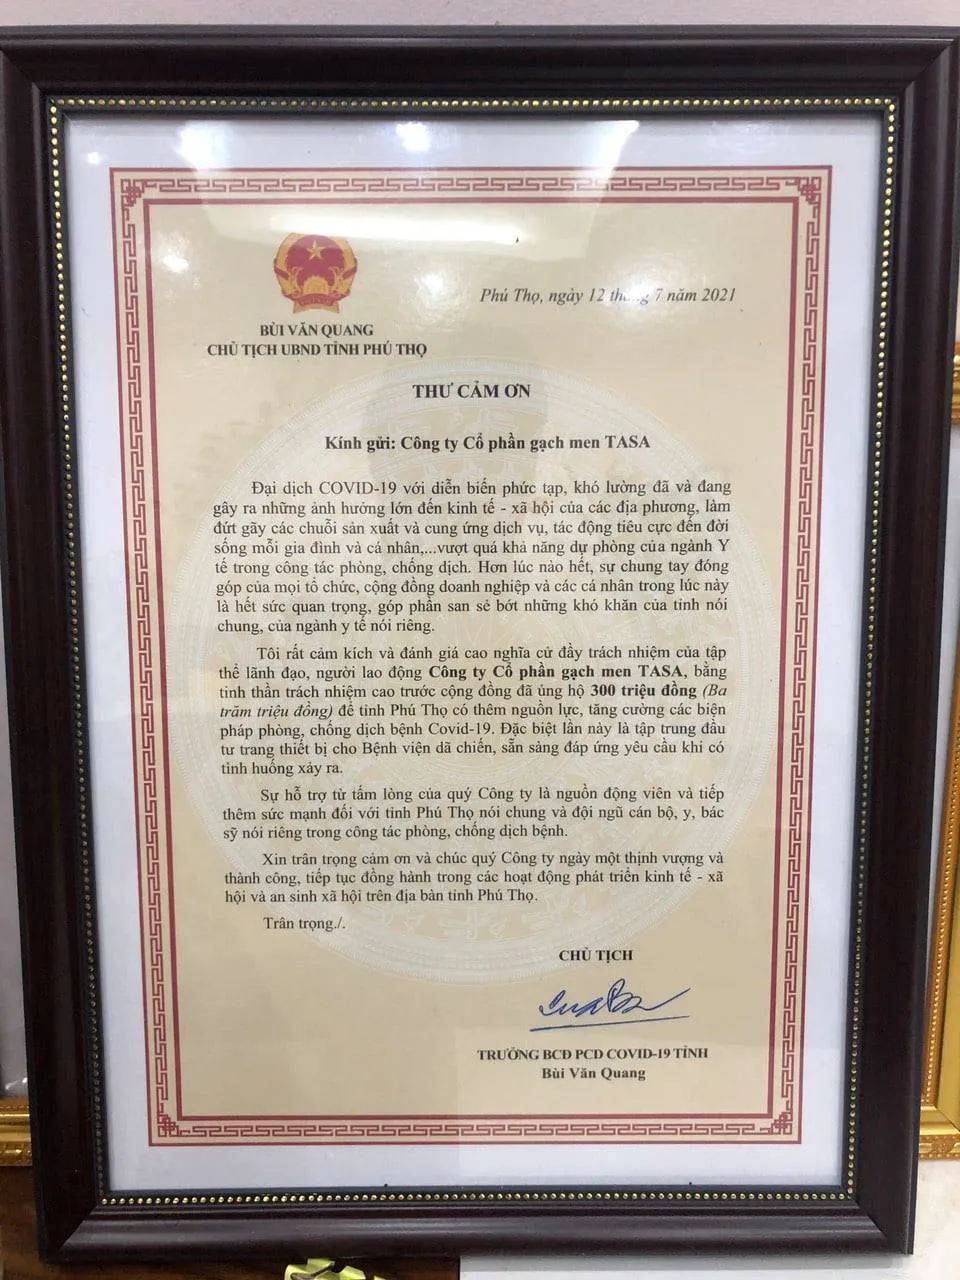 Phú Thọ, ngày 12 tháng 7 năm 2021
BÙI VĂN QUANG
CHỦ TỊCH UBND TỈNH PHÚ THỌ
THƯ CẢM ƠN
Kính gửi: Công ty Cổ phần gạch men TASA
Đại dịch COVID-19 với diễn biến phức tạp, khó lường đã và đang
gây ra những ảnh hưởng lớn đến kinh tế - xã hội của các địa phương, làm
đứt gãy các chuỗi sản xuất và cung ứng dịch vụ, tác động tiêu cực đến đời
sống mỗi gia đình và cá nhân,...vượt quá khả năng dự phòng của ngành Y
tế trong công tác phòng, chống dịch. Hơn lúc nào hết, sự chung tay đóng
góp của mọi tổ chức, cộng đồng doanh nghiệp và các cá nhân trong lúc này
là hết sức quan trọng, góp phần san sẻ bớt những khó khăn của tỉnh nói
chung, của ngành y tế nói riêng.
Tôi rất cảm kích và đánh giá cao nghĩa cử đầy trách nhiệm của tập
thể lãnh đạo, người lao động Công ty Cổ phần gạch men TASA, bằng
tinh thần trách nhiệm cao trước cộng đồng đã ủng hộ 300 triệu đồng (Ba
trăm triệu đồng) để tỉnh Phú Thọ có thêm nguồn lực, tăng cường các biện
pháp phòng, chống dịch bệnh Covid-19. Đặc biệt lần này là tập trung đầu
tư trang thiết bị cho Bệnh viện dã chiến, sẵn sàng đáp ứng yêu cầu khi có
tình huống xảy ra.
Sự hỗ trợ từ tấm lòng của quý Công ty là nguồn động viên và tiếp
thêm sức mạnh đối với tỉnh Phú Thọ nói chung và đội ngũ cán bộ, y, bác
sỹ nói riêng trong công tác phòng, chống dịch bệnh.
Xin trân trọng cảm ơn và chúc quý Công ty ngày một thịnh vượng và
thành công, tiếp tục đồng hành trong các hoạt động phát triển kinh tế - xã
hội và an sinh xã hội trên địa bàn tỉnh Phú Thọ.
Trân trọng./.
CHỦ TỊCH
TRƯỞNG BCĐ PCD COVID-19 TỈNH
Bùi Văn Quang